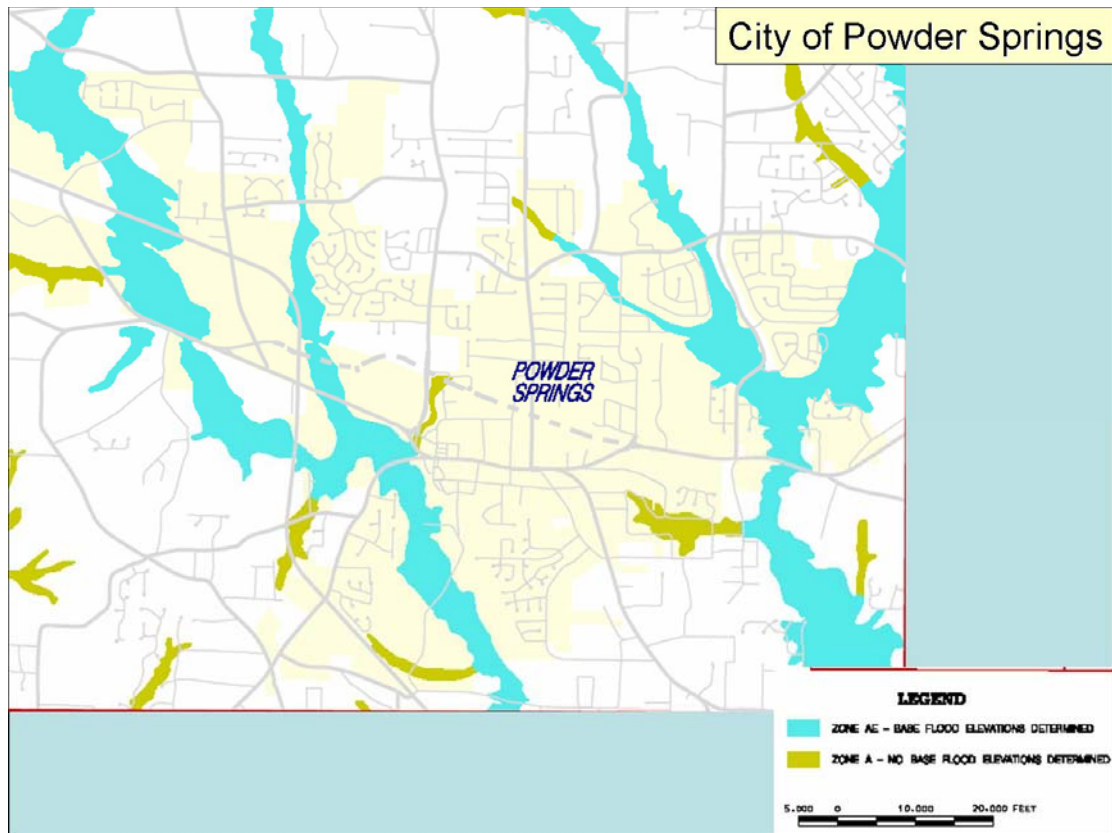 City of Powder Springs
POWDER
SPRINGS
LEGEND
ZONE AE - BASE FLOOD ELEVATIONS DETERMINED
ZONE A - NO BASE FLOOD ELEVATIONS DETERMINED
5,000 0 10,000 20,000 FEET